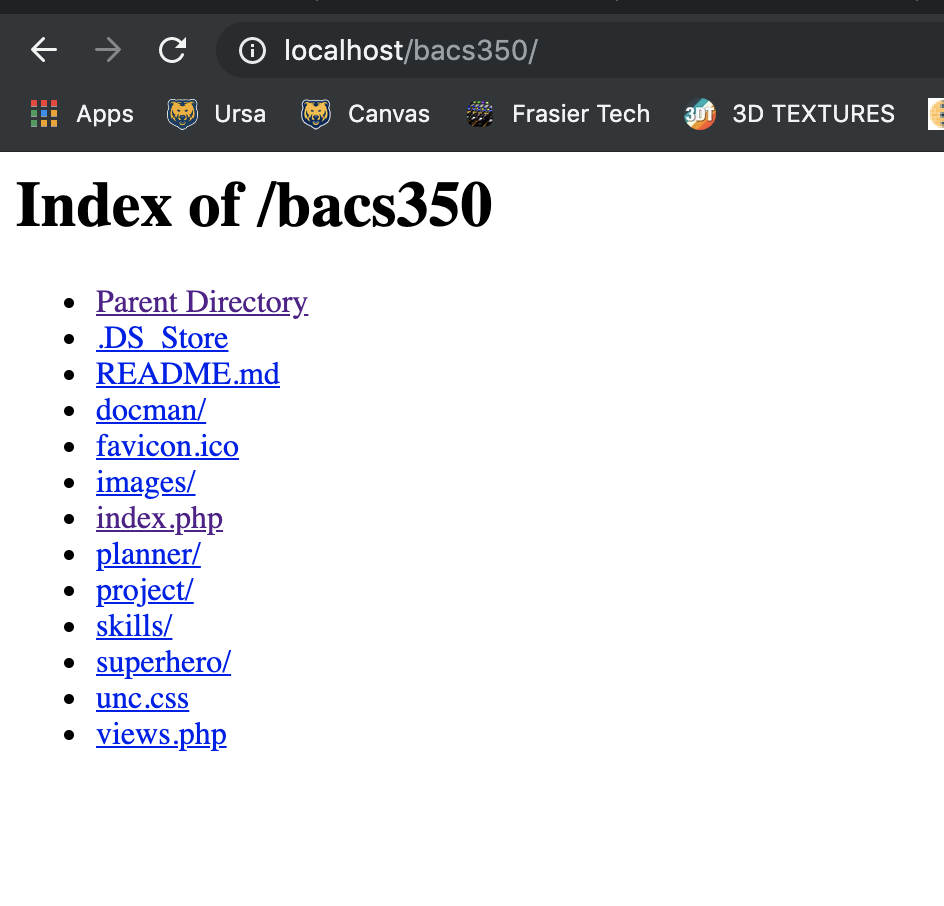 localhost/bacs350/
Apps Ursa Canvas Frasier Tech 3DT 3D TEXTURES
Index of /bacs350
Parent Directory
.DS_Store
README.md
docman/
favicon.ico
images/
index.php
planner/
project/
skills/
superhero/
unc.css
views.php